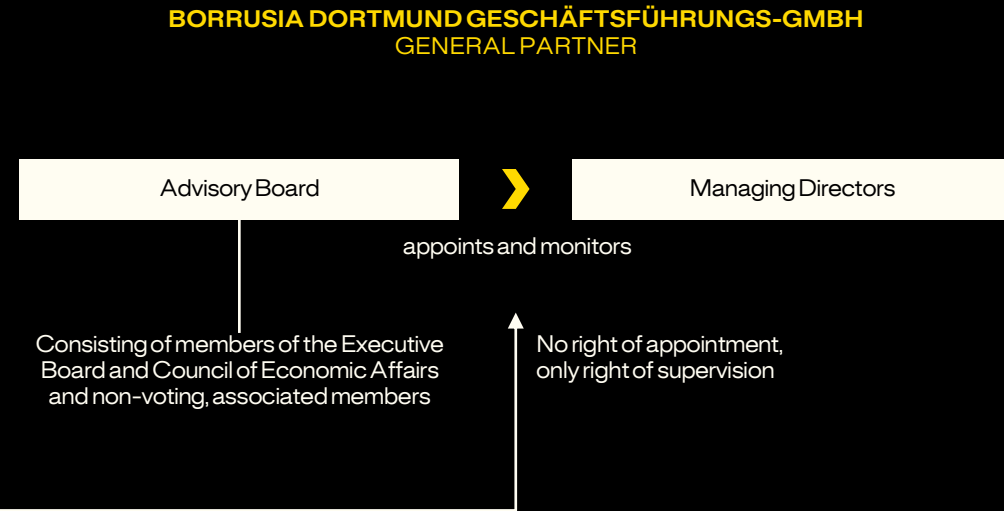 BORRUSIA DORTMUND GESCHÄFTSFÜHRUNGS-GMBH
GENERAL PARTNER
Advisory Board
Managing Directors
appoints and monitors
Consisting of members of the Executive
Board and Council of Economic Affairs
and non-voting, associated members
No right of appointment,
only right of supervision